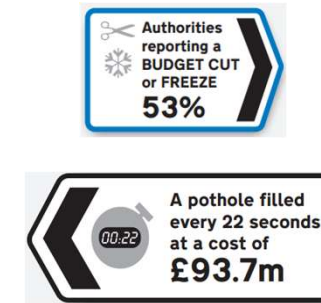 Authorities
reporting a
BUDGET CUT
or FREEZE
53%
00:22
A pothole filled
every 22 seconds
at a cost of
£93.7m